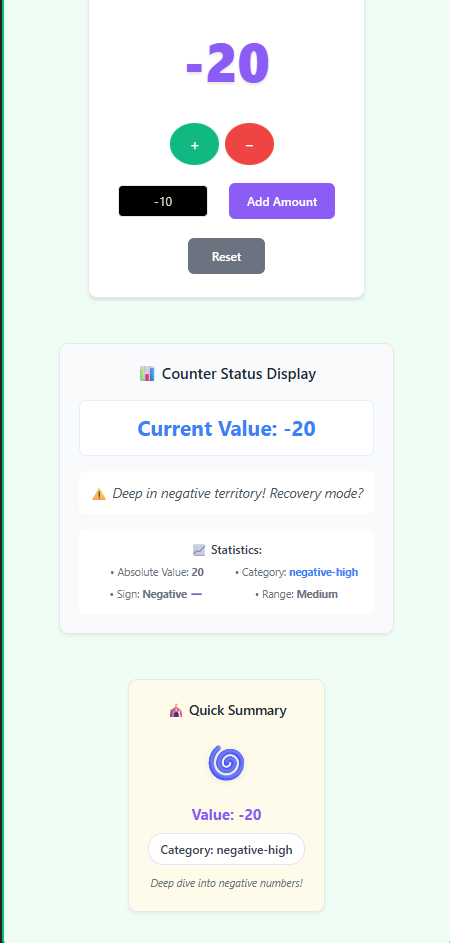 -20
+ −
-10 Add Amount
Reset
📊 Counter Status Display
Current Value: -20
⚠️ Deep in negative territory! Recovery mode?
📈 Statistics:
• Absolute Value: 20 • Category: negative-high
• Sign: Negative ➖ • Range: Medium
🎪 Quick Summary
🌀
Value: -20
Category: negative-high
Deep dive into negative numbers!